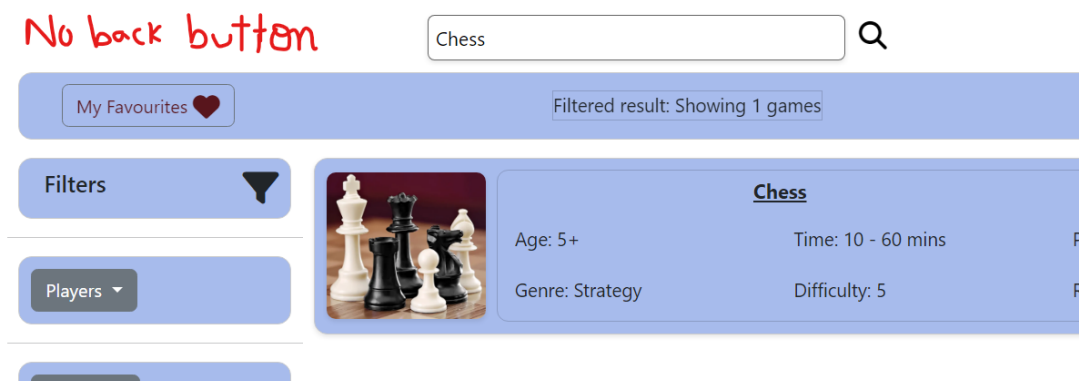 No back button
Chess
My Favourites
Filtered result: Showing 1 games
Filters
Chess
Age: 5+
Time: 10 - 60 mins
Players
Genre: Strategy
Difficulty: 5